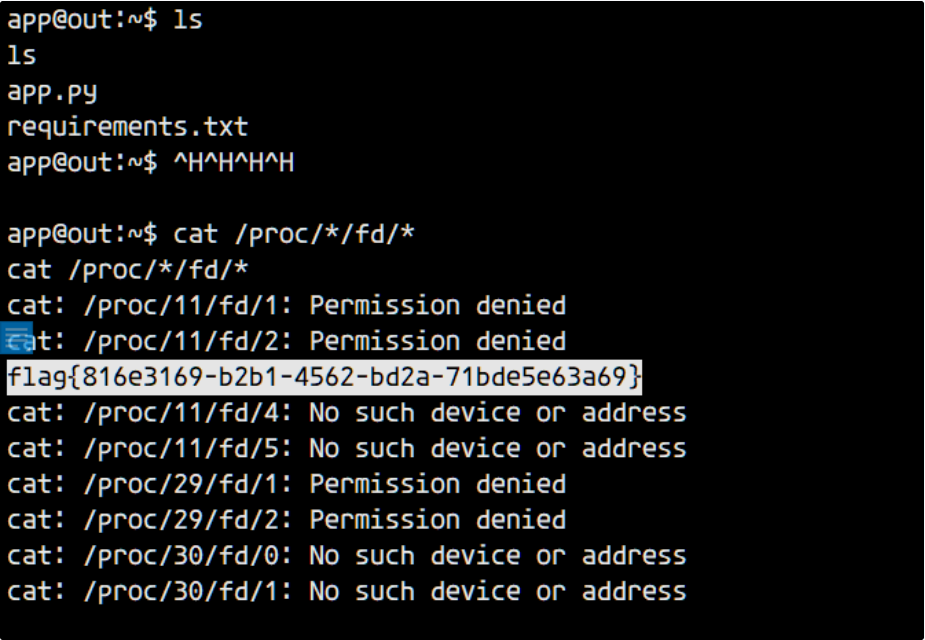 app@out:~$ ls
ls
app.py
requirements.txt
app@out:~$ ^H^H^H^H
app@out:~$ cat /proc/*/fd/*
cat /proc/*/fd/*
cat: /proc/11/fd/1: Permission denied
cat: /proc/11/fd/2: Permission denied
flag{816e3169-b2b1-4562-bd2a-71bde5e63a69}
cat: /proc/11/fd/4: No such device or address
cat: /proc/11/fd/5: No such device or address
cat: /proc/29/fd/1: Permission denied
cat: /proc/29/fd/2: Permission denied
cat: /proc/30/fd/0: No such device or address
cat: /proc/30/fd/1: No such device or address